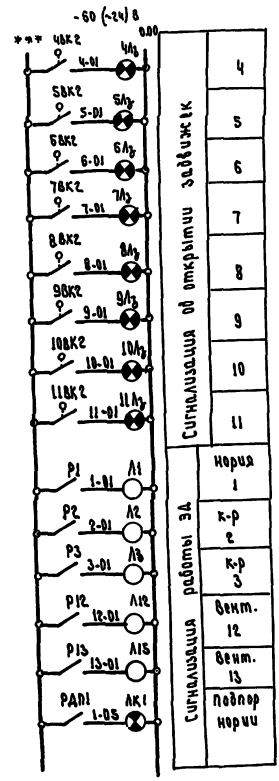 ~60 (~24) В
*** 0.00
4ВК2 4-01 4Лз 4
5ВК2 5-01 5Лз 5
6ВК2 6-01 6Лз 6
7ВК2 7-01 7Лз 7
8ВК2 8-01 8Лз 8
9ВК2 9-01 9Лз 9
10ВК2 10-01 10Лз 10
11ВК2 11-01 11Лз 11
Сигнализация об открытии задвижек
Р1 1-01 Л1 Нория
1
Р2 2-01 Л2 к-р
2
Р3 3-01 Л3 к-р
3
Р12 12-01 Л12 Вент.
12
Р13 13-01 Вент.
13
РДП1 1-05 ЛК1 Подпор
нории
Сигнализация работы ЭД